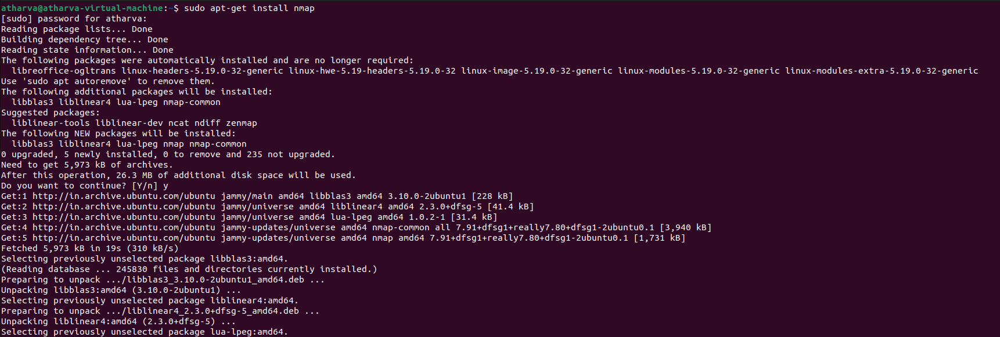 atharva@atharva-virtual-machine:~$ sudo apt-get install nmap
[sudo] password for atharva:
Reading package lists... Done
Building dependency tree... Done
Reading state information... Done
The following packages were automatically installed and are no longer required:
  libreoffice-ogltrans linux-headers-5.19.0-32-generic linux-hwe-5.19-headers-5.19.0-32 linux-image-5.19.0-32-generic linux-modules-5.19.0-32-generic linux-modules-extra-5.19.0-32-generic
Use 'sudo apt autoremove' to remove them.
The following additional packages will be installed:
  libblas3 liblinear4 lua-lpeg nmap-common
Suggested packages:
  liblinear-tools liblinear-dev ncat ndiff zenmap
The following NEW packages will be installed:
  libblas3 liblinear4 lua-lpeg nmap nmap-common
0 upgraded, 5 newly installed, 0 to remove and 235 not upgraded.
Need to get 5,973 kB of archives.
After this operation, 26.3 MB of additional disk space will be used.
Do you want to continue? [Y/n] y
Get:1 http://in.archive.ubuntu.com/ubuntu jammy/main amd64 libblas3 amd64 3.10.0-2ubuntu1 [228 kB]
Get:2 http://in.archive.ubuntu.com/ubuntu jammy/universe amd64 liblinear4 amd64 2.3.0+dfsg-5 [41.4 kB]
Get:3 http://in.archive.ubuntu.com/ubuntu jammy/universe amd64 lua-lpeg amd64 1.0.2-1 [31.4 kB]
Get:4 http://in.archive.ubuntu.com/ubuntu jammy-updates/universe amd64 nmap-common all 7.91+dfsg1+really7.80+dfsg1-2ubuntu0.1 [3,940 kB]
Get:5 http://in.archive.ubuntu.com/ubuntu jammy-updates/universe amd64 nmap amd64 7.91+dfsg1+really7.80+dfsg1-2ubuntu0.1 [1,731 kB]
Fetched 5,973 kB in 19s (310 kB/s)
Selecting previously unselected package libblas3:amd64.
(Reading database ... 245830 files and directories currently installed.)
Preparing to unpack .../libblas3_3.10.0-2ubuntu1_amd64.deb ...
Unpacking libblas3:amd64 (3.10.0-2ubuntu1) ...
Selecting previously unselected package liblinear4:amd64.
Preparing to unpack .../liblinear4_2.3.0+dfsg-5_amd64.deb ...
Unpacking liblinear4:amd64 (2.3.0+dfsg-5) ...
Selecting previously unselected package lua-lpeg:amd64.